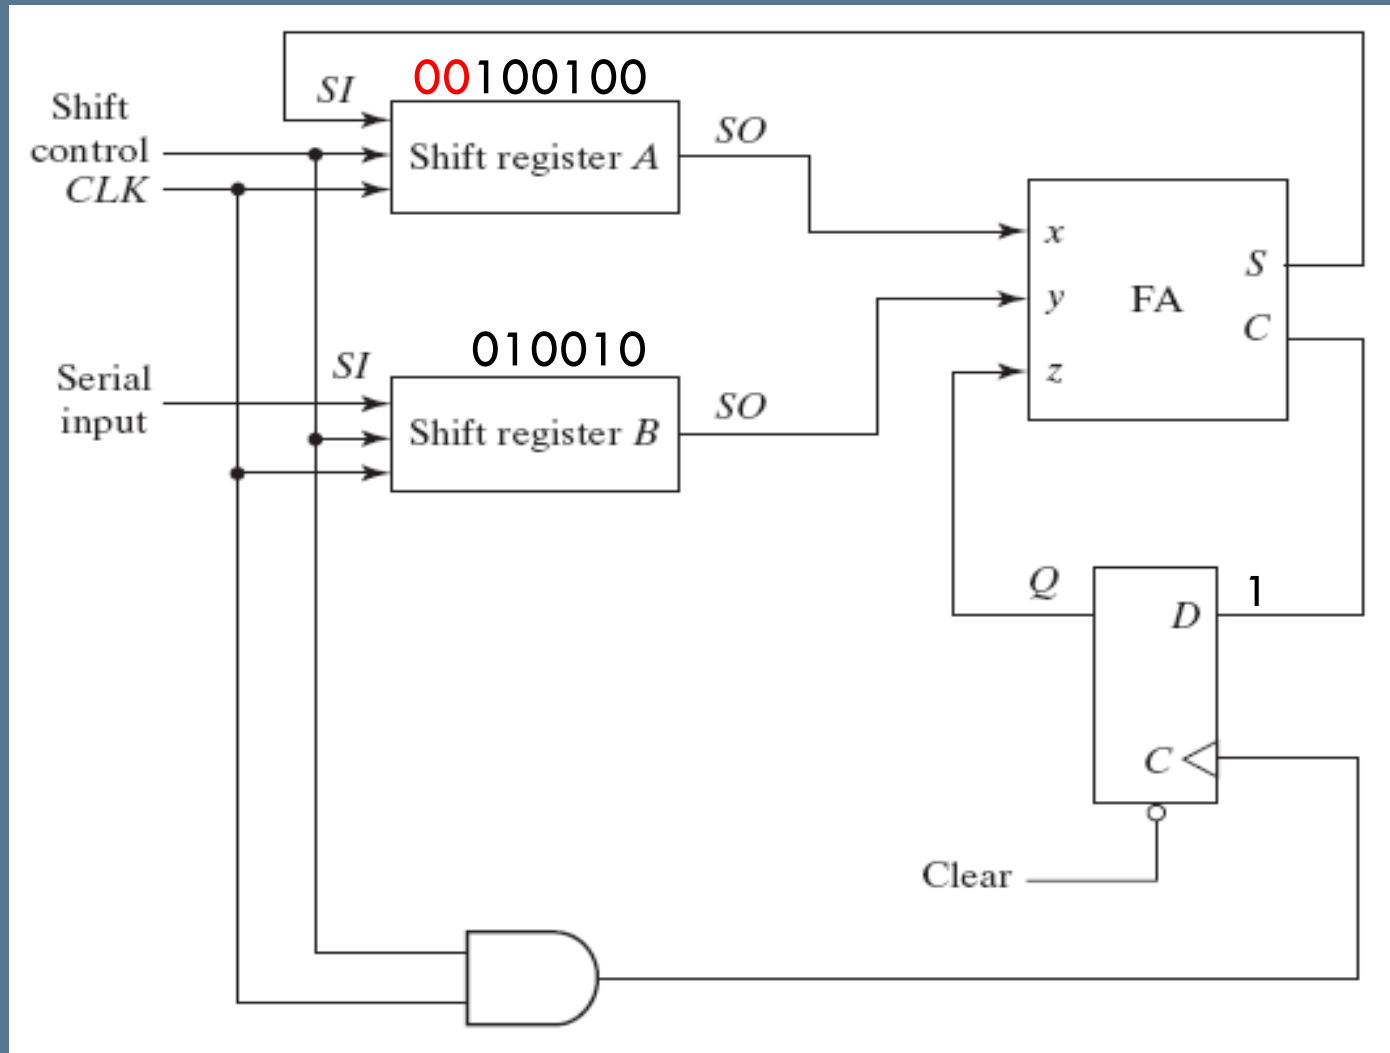 SI
00100100
Shift
control
CLK
Shift register A
SO
x
y
z
FA
S
C
010010
SI
Serial
input
Shift register B
SO
Q
D
1
C
Clear